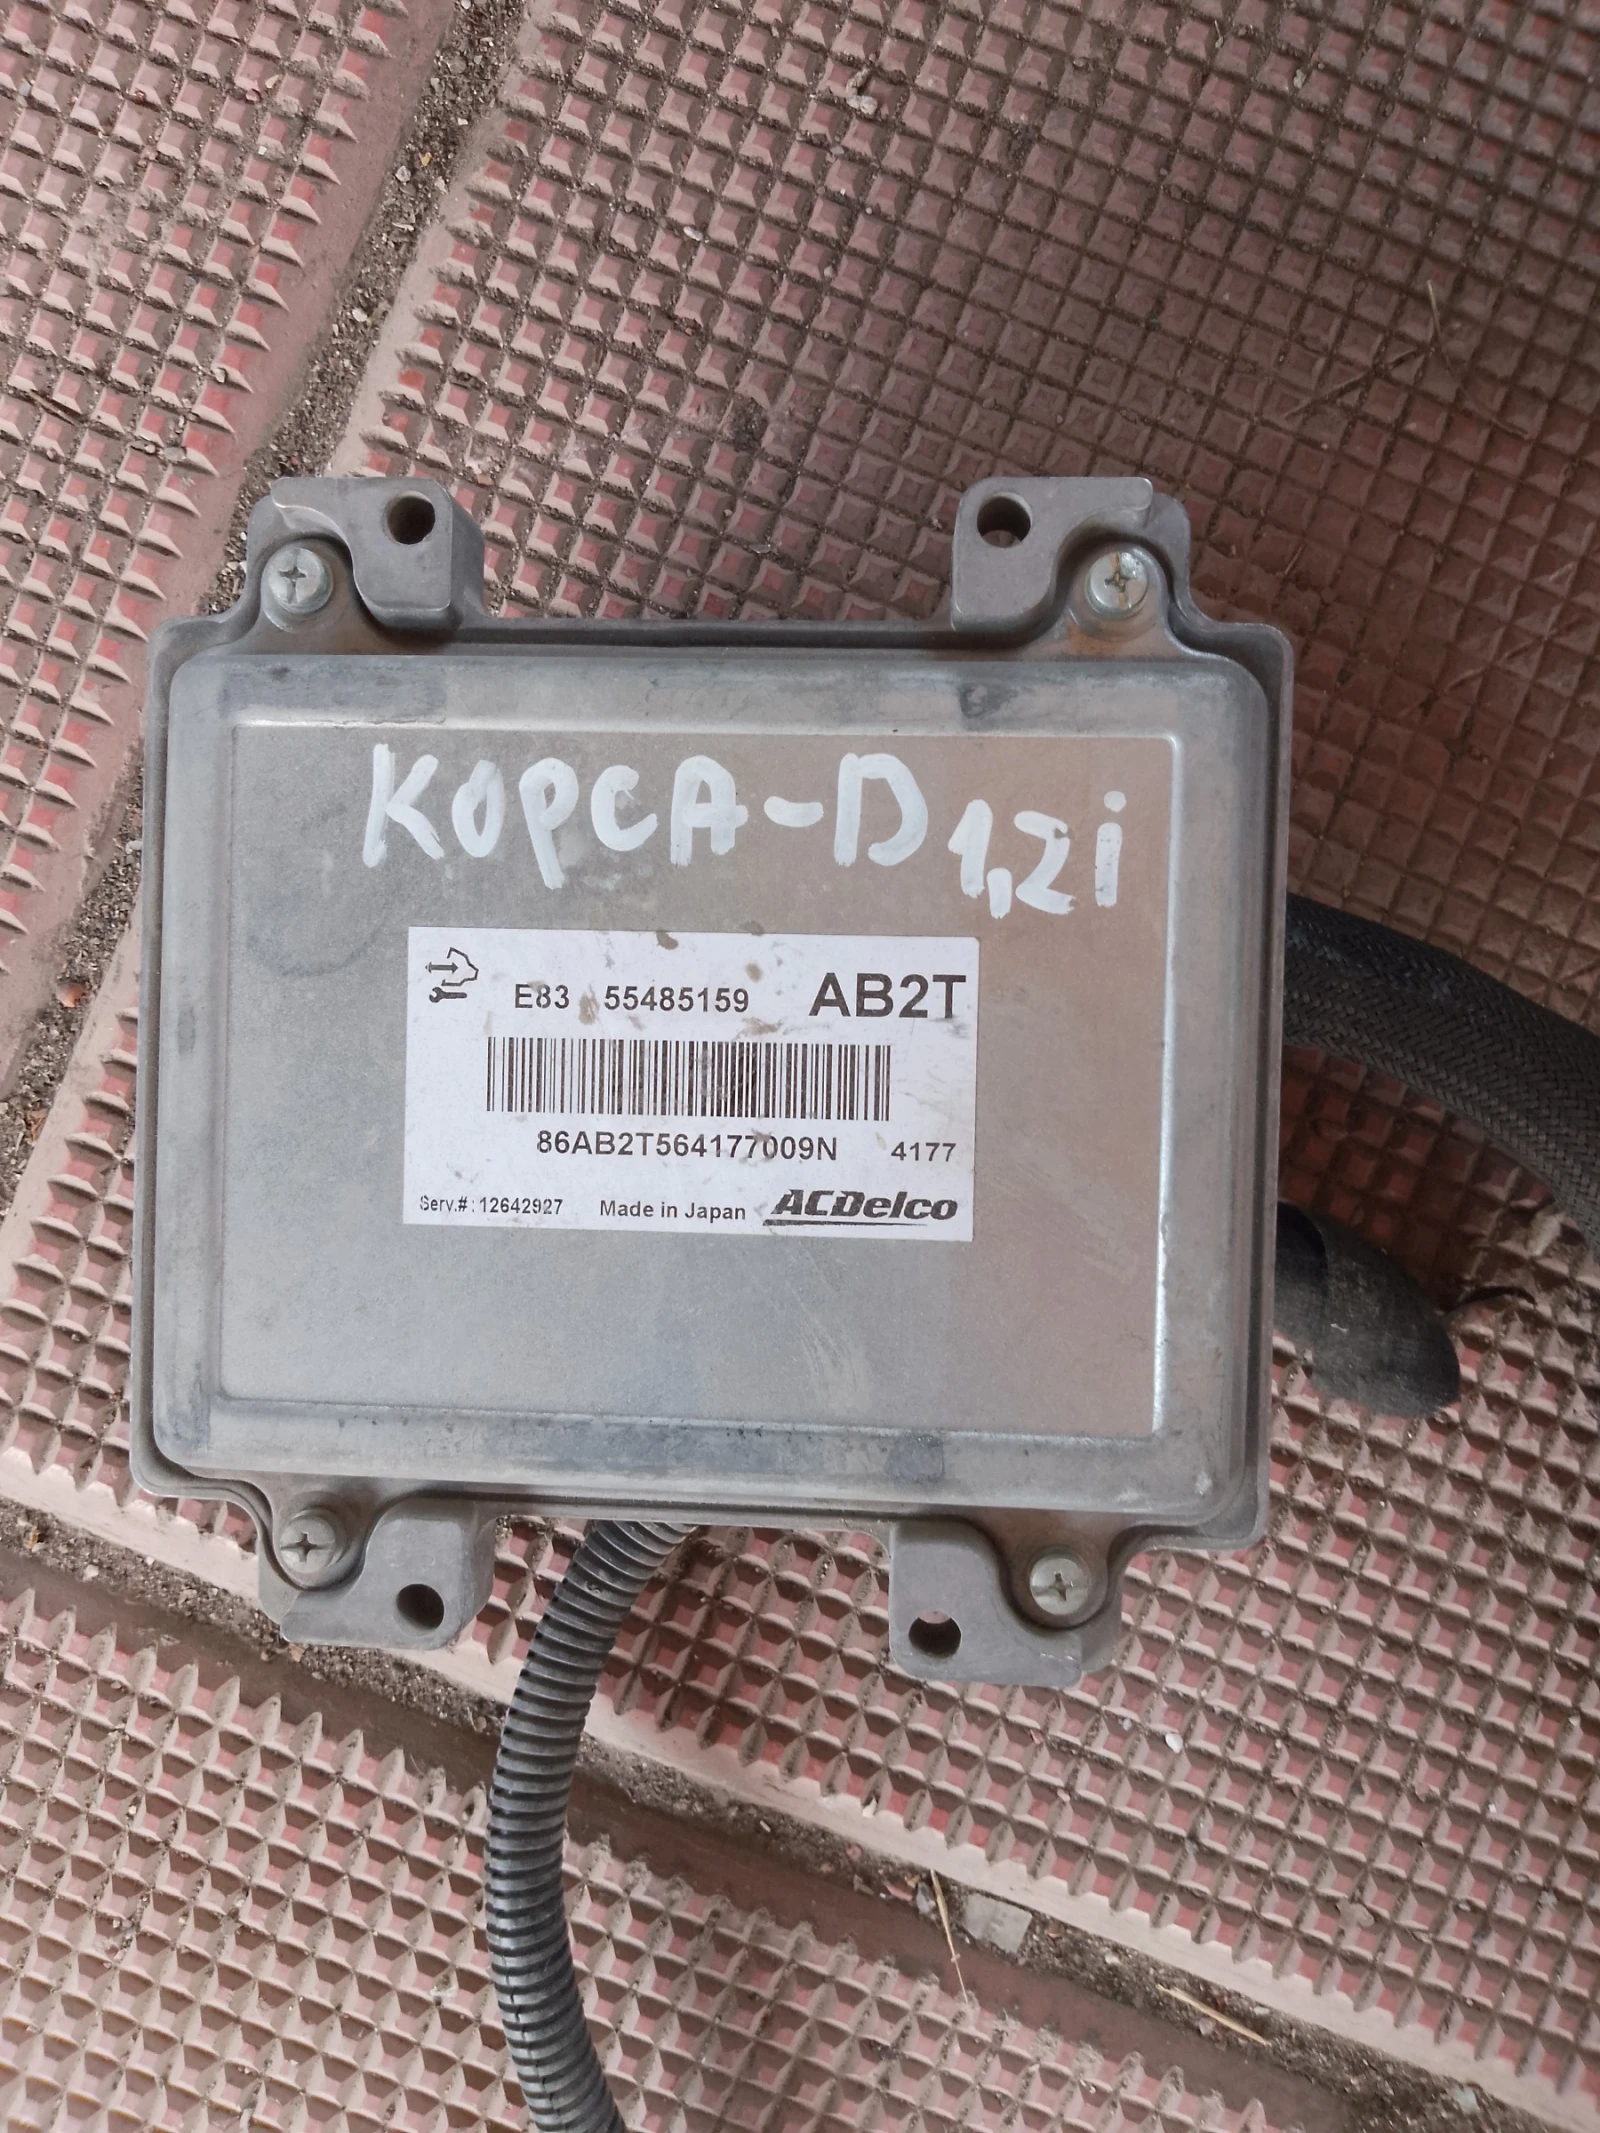 КОРСА-D 1,2i
E83 55485159 AB2T
86AB2T564177009N 4177
Serv.#: 12642927 Made in Japan ACDelco